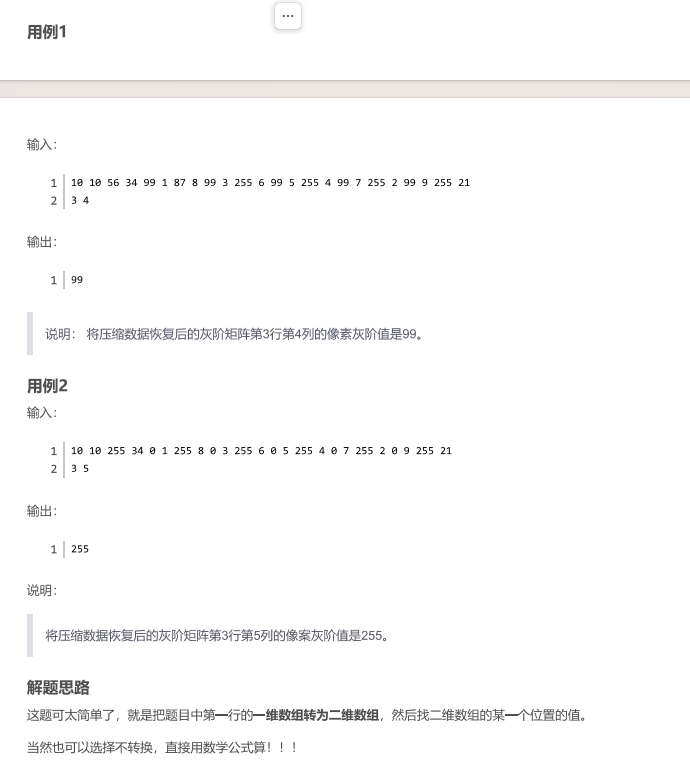 用例1
输入：
1 10 10 56 34 99 1 87 8 99 3 255 6 99 5 255 4 99 7 255 2 99 9 255 21
2 3 4
输出：
1 99
说明： 将压缩数据恢复后的灰阶矩阵第3行第4列的像素灰阶值是99。
用例2
输入：
1 10 10 255 34 0 1 255 8 0 3 255 6 0 5 255 4 0 7 255 2 0 9 255 21
2 3 5
输出：
1 255
说明：
将压缩数据恢复后的灰阶矩阵第3行第5列的像案灰阶值是255。
解题思路
这题可太简单了，就是把题目中第一行的一维数组转为二维数组，然后找二维数组的某一个位置的值。
当然也可以选择不转换，直接用数学公式算！！！